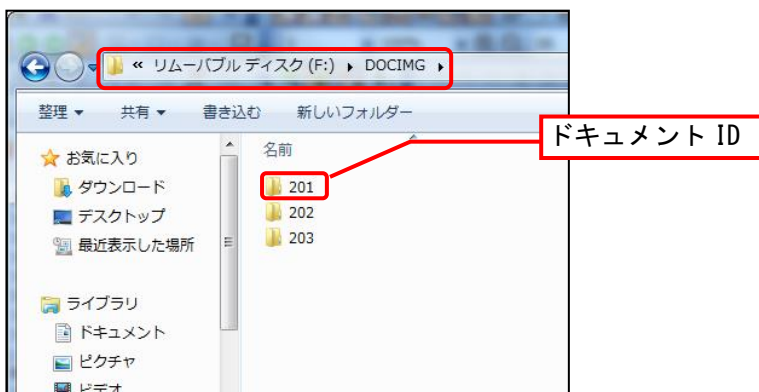 « リムーバブル ディスク (F:) ▸ DOCIMG ▸
整理 ▼ 共有 ▼ 書き込む 新しいフォルダー
ドキュメント ID
お気に入り
ダウンロード
デスクトップ
最近表示した場所
ライブラリ
ドキュメント
ピクチャ
ビデオ
名前
201
202
203